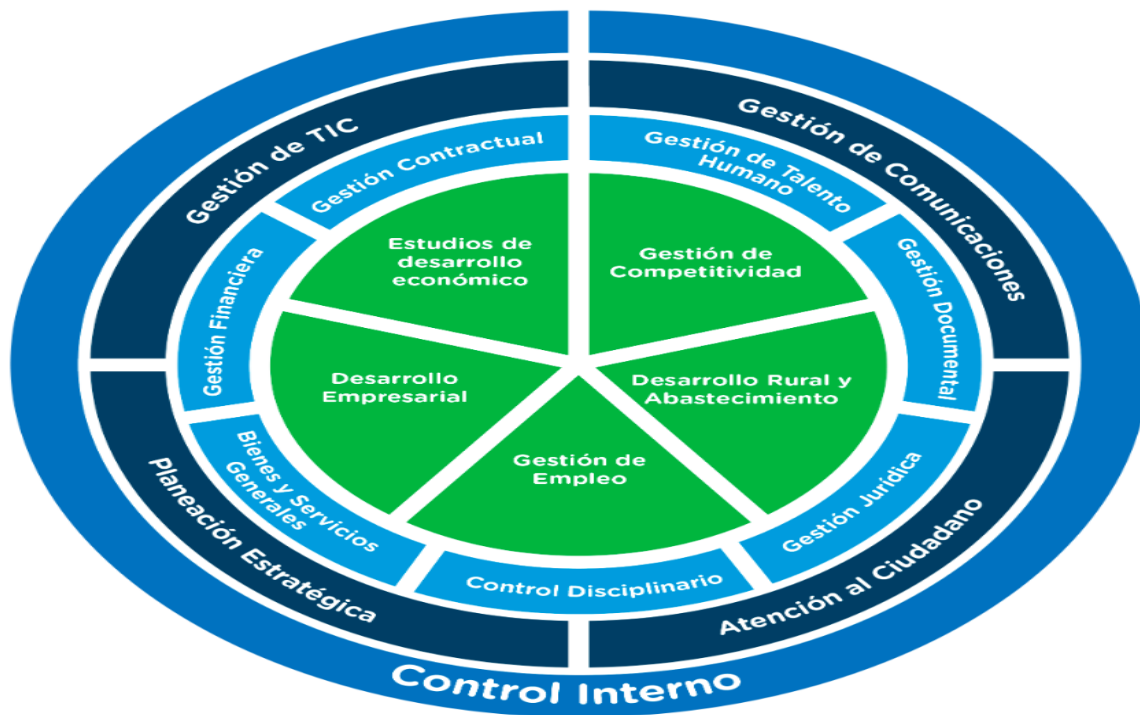 Gestión de TIC
Gestión de Comunicaciones
Gestión Contractual
Gestión de Talento
Humano
Gestión Financiera
Gestión Documental
Estudios de
desarrollo
económico
Gestión de
Competitividad
Desarrollo
Empresarial
Desarrollo Rural y
Abastecimiento
Gestión de
Empleo
Bienes y Servicios
Generales
Gestión Jurídica
Control Disciplinario
Planeación Estratégica
Atención al Ciudadano
Control Interno